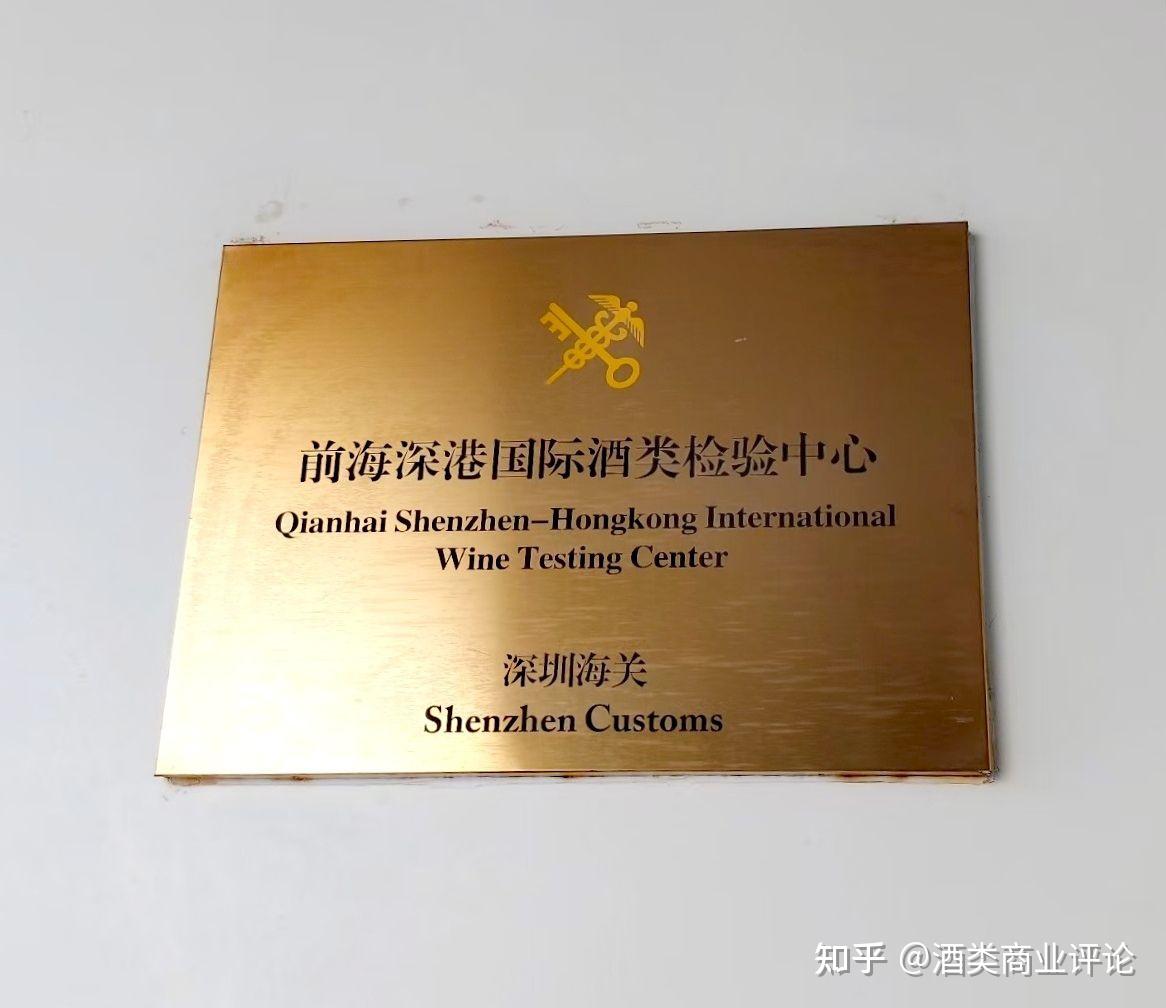 前海深港国际酒类检验中心
Qianhai Shenzhen-Hongkong International
Wine Testing Center
深圳海关
Shenzhen Customs
知乎 @酒类商业评论